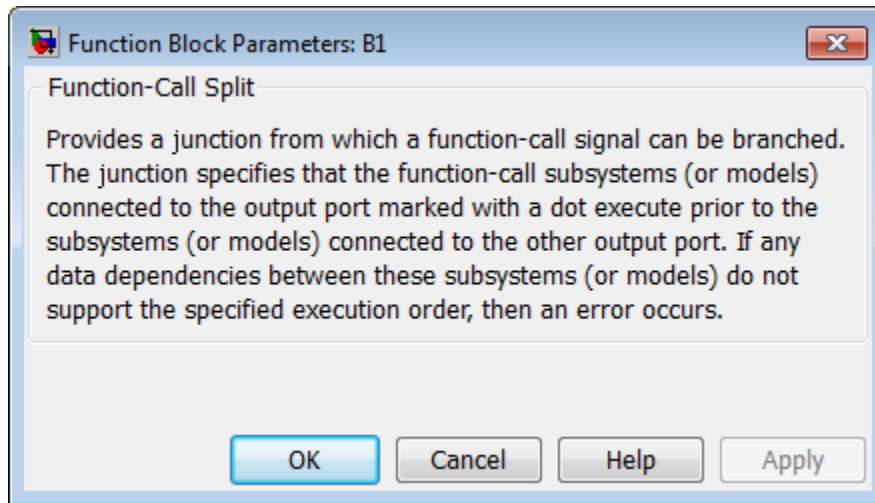 Function Block Parameters: B1
Function-Call Split
Provides a junction from which a function-call signal can be branched.
The junction specifies that the function-call subsystems (or models)
connected to the output port marked with a dot execute prior to the
subsystems (or models) connected to the other output port. If any
data dependencies between these subsystems (or models) do not
support the specified execution order, then an error occurs.
OK Cancel Help Apply